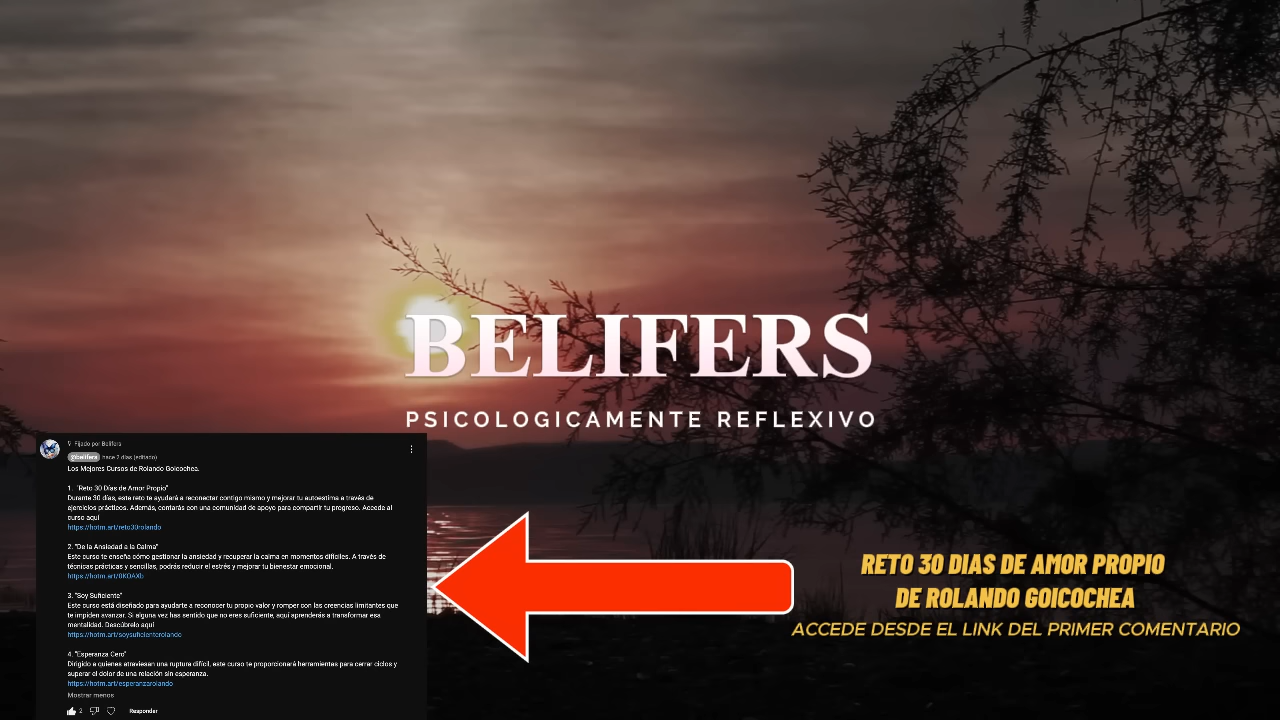 BELIFERS
PSICOLOGICAMENTE REFLEXIVO
Fijado por Belifers
@belifers hace 2 días (editado)
Los Mejores Cursos de Rolando Goicochea.
1. "Reto 30 Días de Amor Propio"
Durante 30 días, este reto te ayudará a reconectar contigo mismo y mejorar tu autoestima a través de
ejercicios prácticos. Además, contarás con una comunidad de apoyo para compartir tu progreso. Accede al
curso aquí
https://hotm.art/reto30rolando
2. "De la Ansiedad a la Calma"
Este curso te enseña cómo gestionar la ansiedad y recuperar la calma en momentos difíciles. A través de
técnicas prácticas y sencillas, podrás reducir el estrés y mejorar tu bienestar emocional.
https://hotm.art/0KOAXb
3. "Soy Suficiente"
Este curso está diseñado para ayudarte a reconocer tu propio valor y romper con las creencias limitantes que
te impiden avanzar. Si alguna vez has sentido que no eres suficiente, aquí aprenderás a transformar esa
mentalidad. Descúbrelo aquí
https://hotm.art/soysuficienterolando
4. "Esperanza Cero"
Dirigido a quienes atraviesan una ruptura difícil, este curso te proporcionará herramientas para cerrar ciclos y
superar el dolor de una relación sin esperanza.
https://hotm.art/esperanzarolando
Mostrar menos
2 Responder
RETO 30 DIAS DE AMOR PROPIO
DE ROLANDO GOICOCHEA
ACCEDE DESDE EL LINK DEL PRIMER COMENTARIO